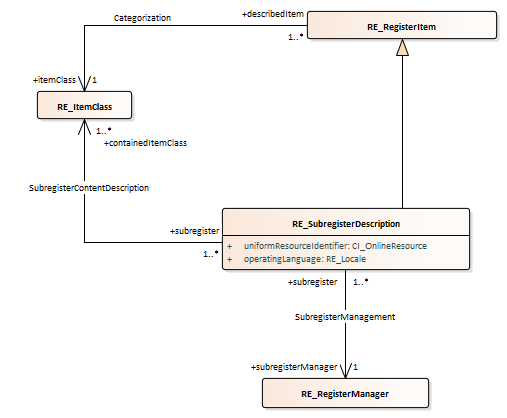 Categorization
+describedItem
RE_RegisterItem
1..*
+itemClass
1
RE_ItemClass
1..*
+containedItemClass
SubregisterContentDescription
RE_SubregisterDescription
+subregister
+ uniformResourceIdentifier: CI_OnlineResource
1..*
+ operatingLanguage: RE_Locale
+subregister
1..*
SubregisterManagement
+subregisterManager
1
RE_RegisterManager